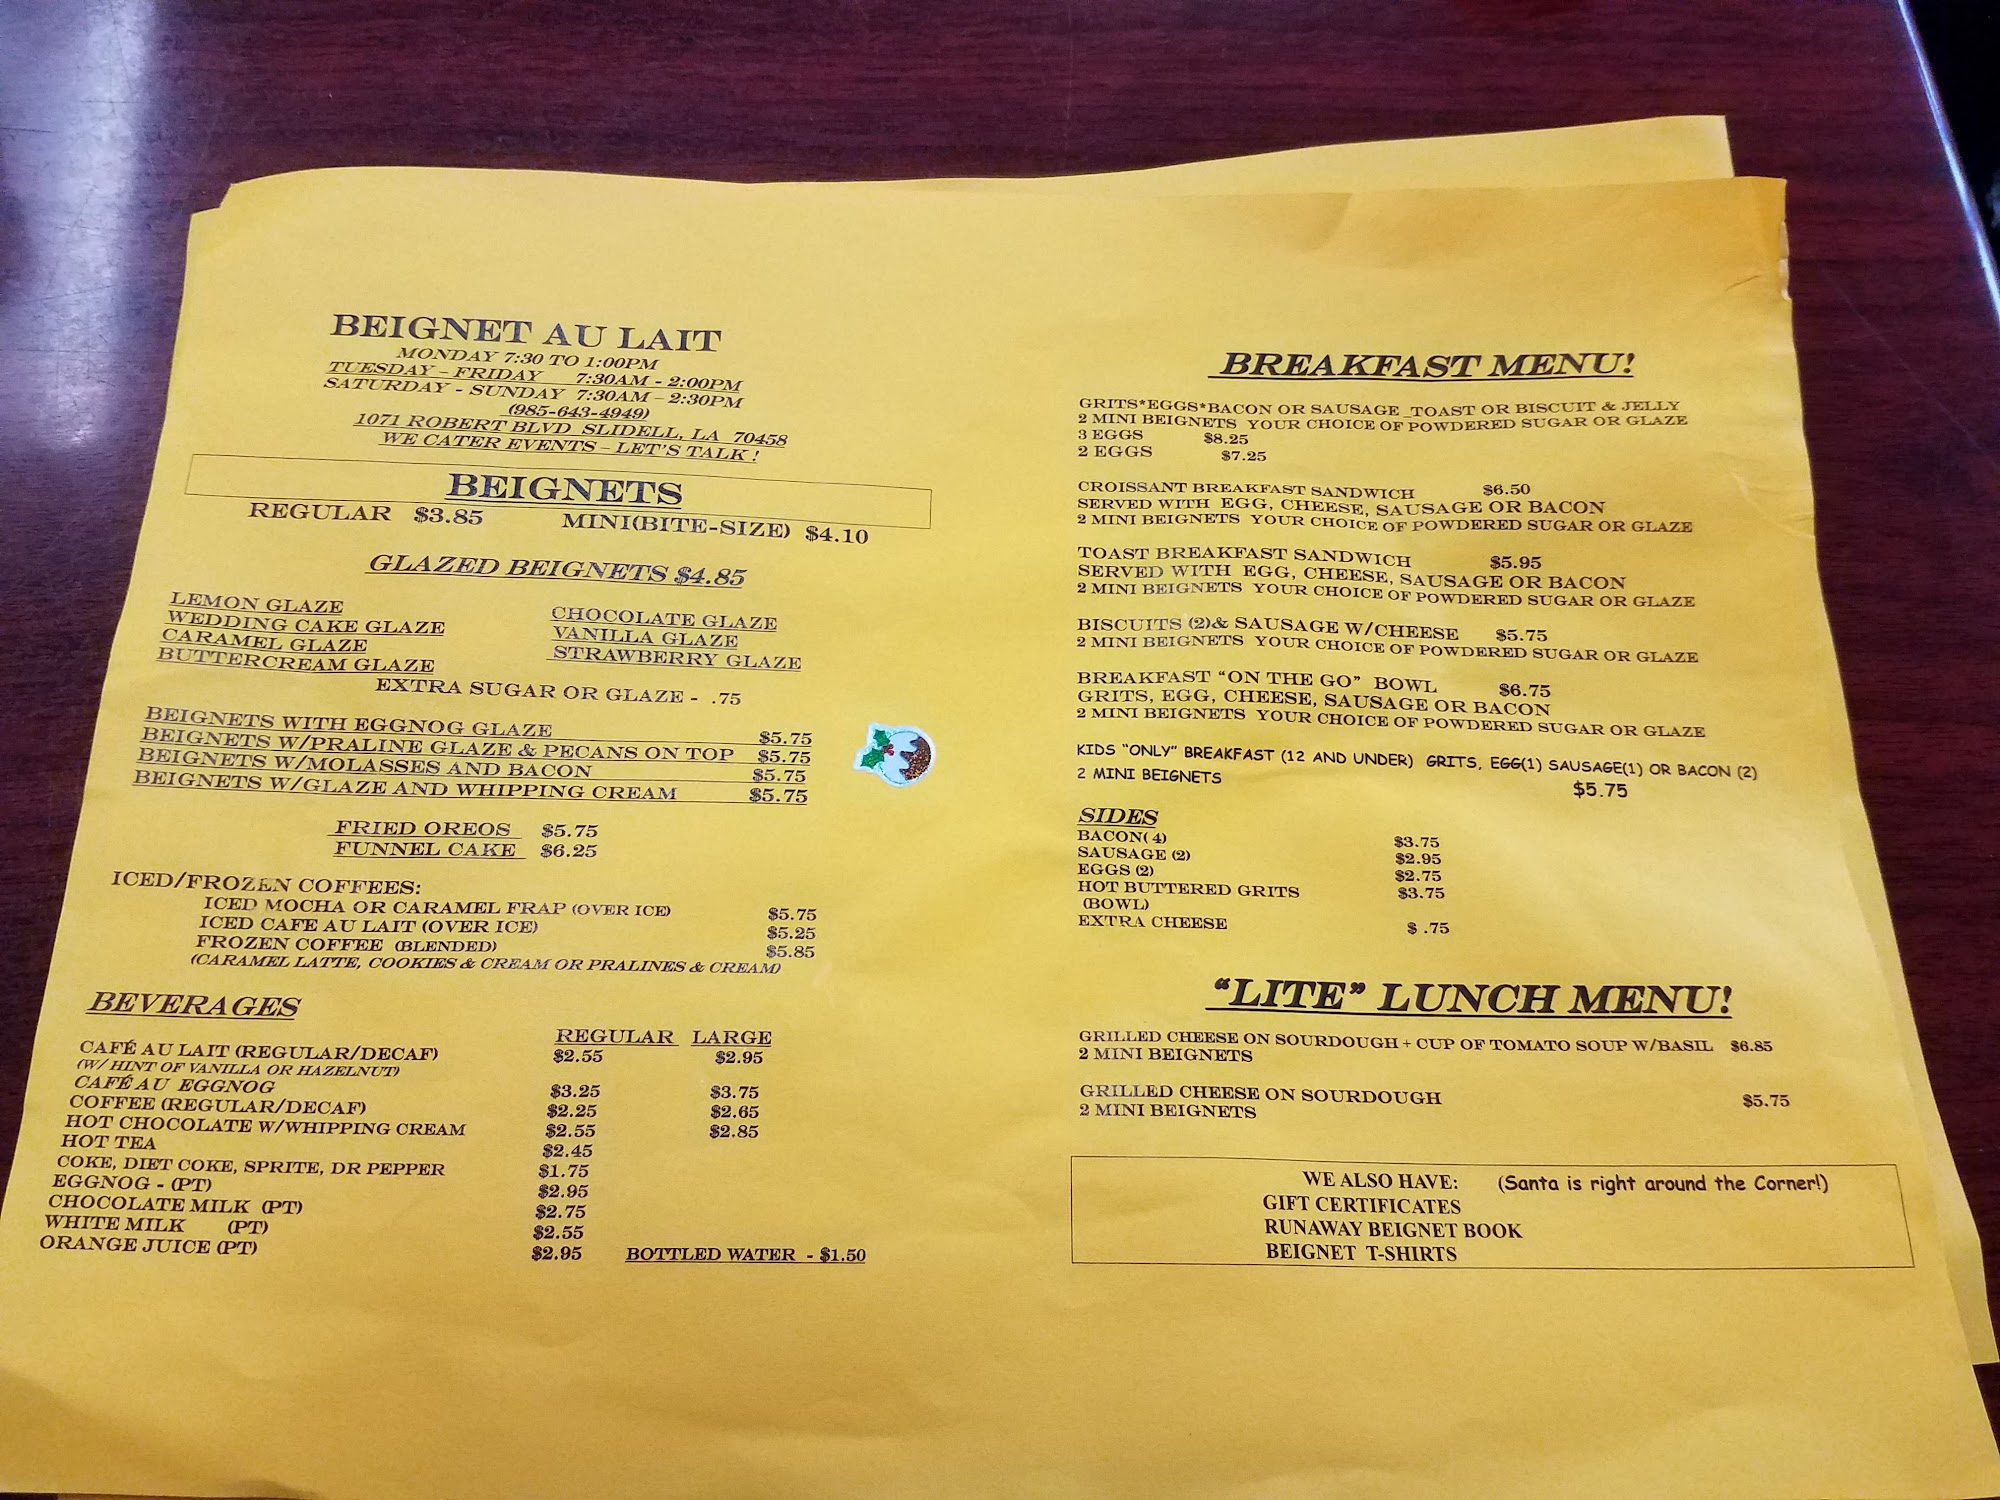 BEIGNET AU LAIT
MONDAY 7:30 TO 1:00PM
TUESDAY – FRIDAY 7:30AM - 2:00PM
SATURDAY - SUNDAY 7:30AM – 2:30PM
(985-643-4949)
1071 ROBERT BLVD SLIDELL, LA 70458
WE CATER EVENTS – LET'S TALK !
BEIGNETS
REGULAR $3.85 MINI(BITE-SIZE) $4.10
GLAZED BEIGNETS $4.85
LEMON GLAZE CHOCOLATE GLAZE
WEDDING CAKE GLAZE VANILLA GLAZE
CARAMEL GLAZE STRAWBERRY GLAZE
BUTTERCREAM GLAZE
EXTRA SUGAR OR GLAZE - .75
BEIGNETS WITH EGGNOG GLAZE $5.75
BEIGNETS W/PRALINE GLAZE & PECANS ON TOP $5.75
BEIGNETS W/MOLASSES AND BACON $5.75
BEIGNETS W/GLAZE AND WHIPPING CREAM $5.75
FRIED OREOS $5.75
FUNNEL CAKE $6.25
ICED/FROZEN COFFEES:
ICED MOCHA OR CARAMEL FRAP (OVER ICE) $5.75
ICED CAFE AU LAIT (OVER ICE) $5.25
FROZEN COFFEE (BLENDED) $5.85
(CARAMEL LATTE, COOKIES & CREAM OR PRALINES & CREAM)
BEVERAGES
REGULAR LARGE
CAFÉ AU LAIT (REGULAR/DECAF) $2.55 $2.95
(W/ HINT OF VANILLA OR HAZELNUT)
CAFÉ AU EGGNOG $3.25 $3.75
COFFEE (REGULAR/DECAF) $2.25 $2.65
HOT CHOCOLATE W/WHIPPING CREAM $2.55 $2.85
HOT TEA $2.45
COKE, DIET COKE, SPRITE, DR PEPPER $1.75
EGGNOG - (PT) $2.95
CHOCOLATE MILK (PT) $2.75
WHITE MILK (PT) $2.55
ORANGE JUICE (PT) $2.95 BOTTLED WATER - $1.50
BREAKFAST MENU!
GRITS*EGGS*BACON OR SAUSAGE TOAST OR BISCUIT & JELLY
2 MINI BEIGNETS YOUR CHOICE OF POWDERED SUGAR OR GLAZE
3 EGGS $8.25
2 EGGS $7.25
CROISSANT BREAKFAST SANDWICH $6.50
SERVED WITH EGG, CHEESE, SAUSAGE OR BACON
2 MINI BEIGNETS YOUR CHOICE OF POWDERED SUGAR OR GLAZE
TOAST BREAKFAST SANDWICH $5.95
SERVED WITH EGG, CHEESE, SAUSAGE OR BACON
2 MINI BEIGNETS YOUR CHOICE OF POWDERED SUGAR OR GLAZE
BISCUITS (2)& SAUSAGE W/CHEESE $5.75
2 MINI BEIGNETS YOUR CHOICE OF POWDERED SUGAR OR GLAZE
BREAKFAST "ON THE GO" BOWL $6.75
GRITS, EGG, CHEESE, SAUSAGE OR BACON
2 MINI BEIGNETS YOUR CHOICE OF POWDERED SUGAR OR GLAZE
KIDS "ONLY" BREAKFAST (12 AND UNDER) GRITS, EGG(1) SAUSAGE(1) OR BACON (2)
2 MINI BEIGNETS $5.75
SIDES
BACON( 4) $3.75
SAUSAGE (2) $2.95
EGGS (2) $2.75
HOT BUTTERED GRITS $3.75
(BOWL)
EXTRA CHEESE $ .75
"LITE" LUNCH MENU!
GRILLED CHEESE ON SOURDOUGH + CUP OF TOMATO SOUP W/BASIL $6.85
2 MINI BEIGNETS
GRILLED CHEESE ON SOURDOUGH $5.75
2 MINI BEIGNETS
WE ALSO HAVE: (Santa is right around the Corner!)
GIFT CERTIFICATES
RUNAWAY BEIGNET BOOK
BEIGNET T-SHIRTS